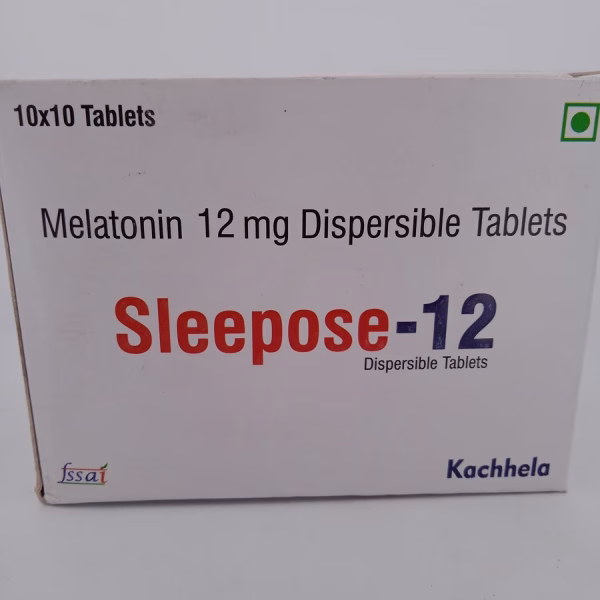 10x10 Tablets
Melatonin 12 mg Dispersible Tablets
Sleepose-12
Dispersible Tablets
fssai
Kachhela